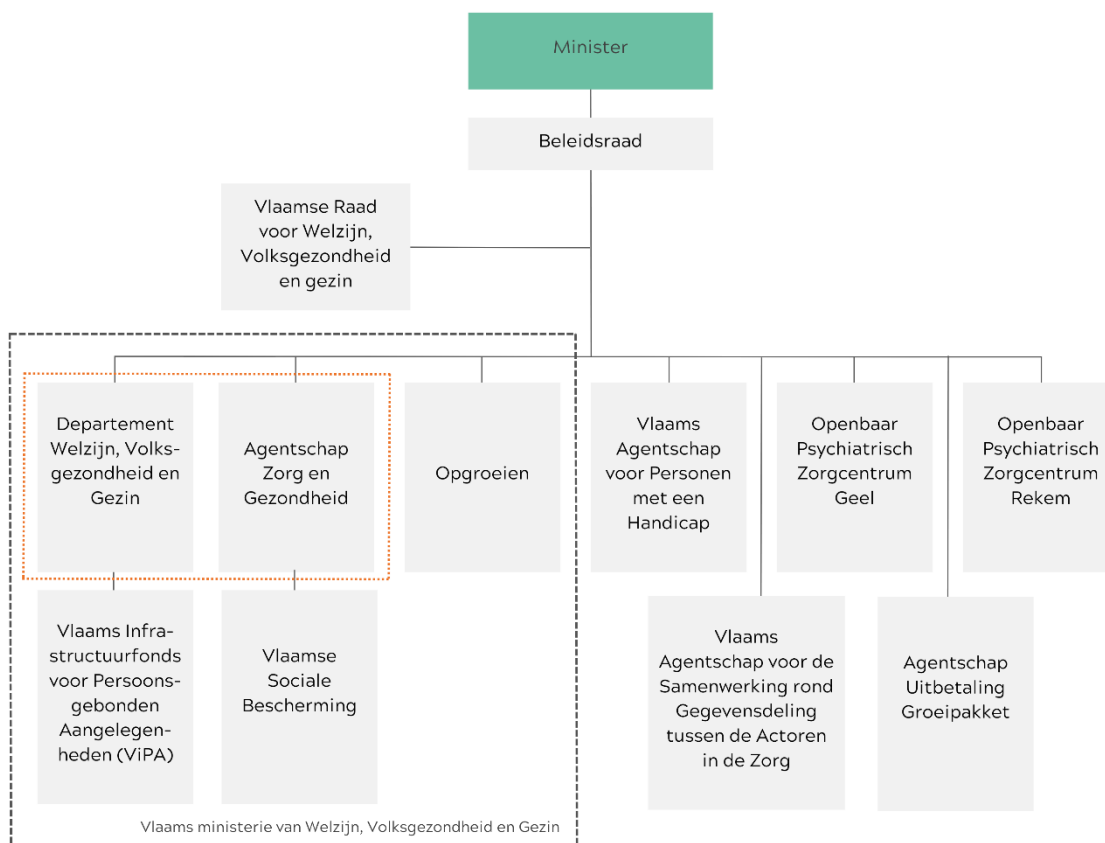 Minister
Beleidsraad
Vlaamse Raad
voor Welzijn,
Volksgezondheid
en gezin
Departement
Welzijn, Volks-
gezondheid en
Gezin
Agentschap
Zorg en
Gezondheid
Opgroeien
Vlaams
Agentschap
voor Personen
met een
Handicap
Openbaar
Psychiatrisch
Zorgcentrum
Geel
Openbaar
Psychiatrisch
Zorgcentrum
Rekem
Vlaams Infra-
structuurfonds
voor Persoons-
gebonden
Aangelegen-
heden (ViPA)
Vlaamse
Sociale
Bescherming
Vlaams
Agentschap voor de
Samenwerking rond
Gegevensdeling
tussen de Actoren
in de Zorg
Agentschap
Uitbetaling
Groeipakket
Vlaams ministerie van Welzijn, Volksgezondheid en Gezin